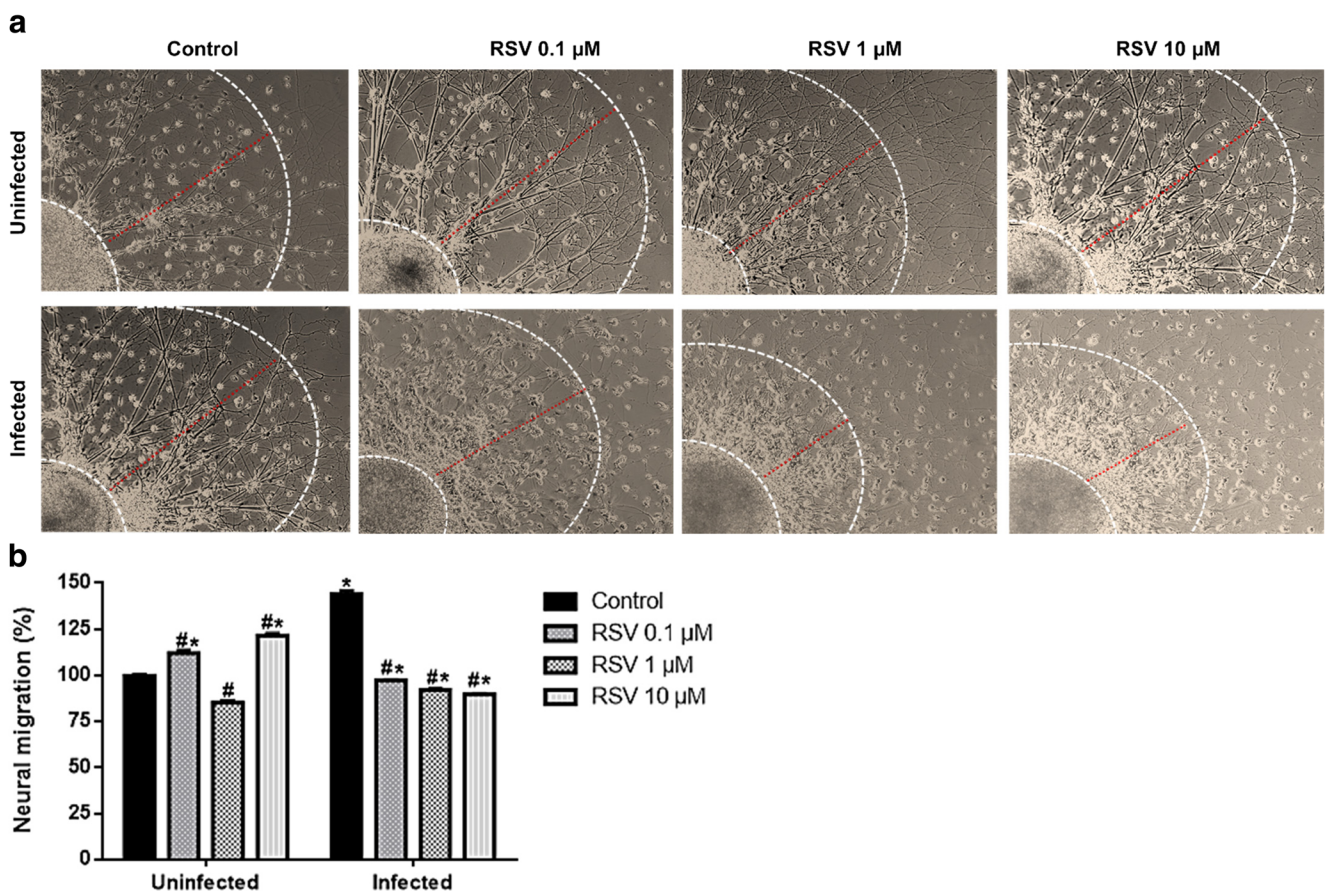 a
Control RSV 0.1 µM RSV 1 µM RSV 10 µM
Uninfected
Infected
b
Neural migration (%)
150
125
100
75
50
25
0
#* # #*
* #* #* #*
Uninfected Infected
Control
RSV 0.1 µM
RSV 1 µM
RSV 10 µM